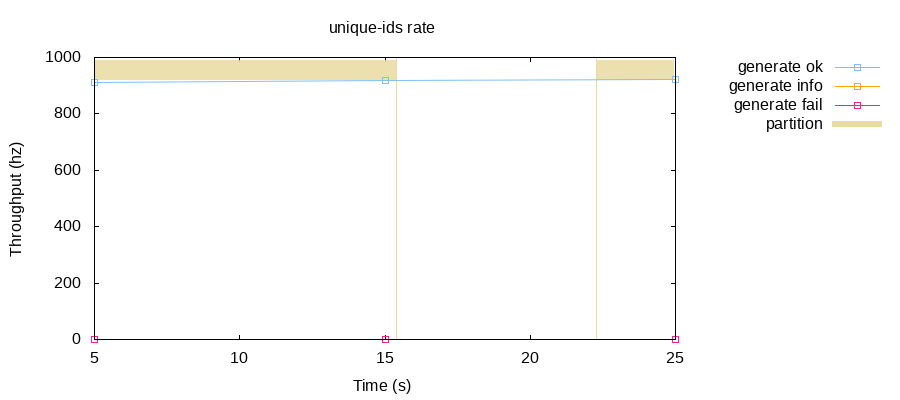 unique-ids rate
1000
800
600
400
200
0
Throughput (hz)
5 10 15 20 25
Time (s)
generate ok
generate info
generate fail
partition